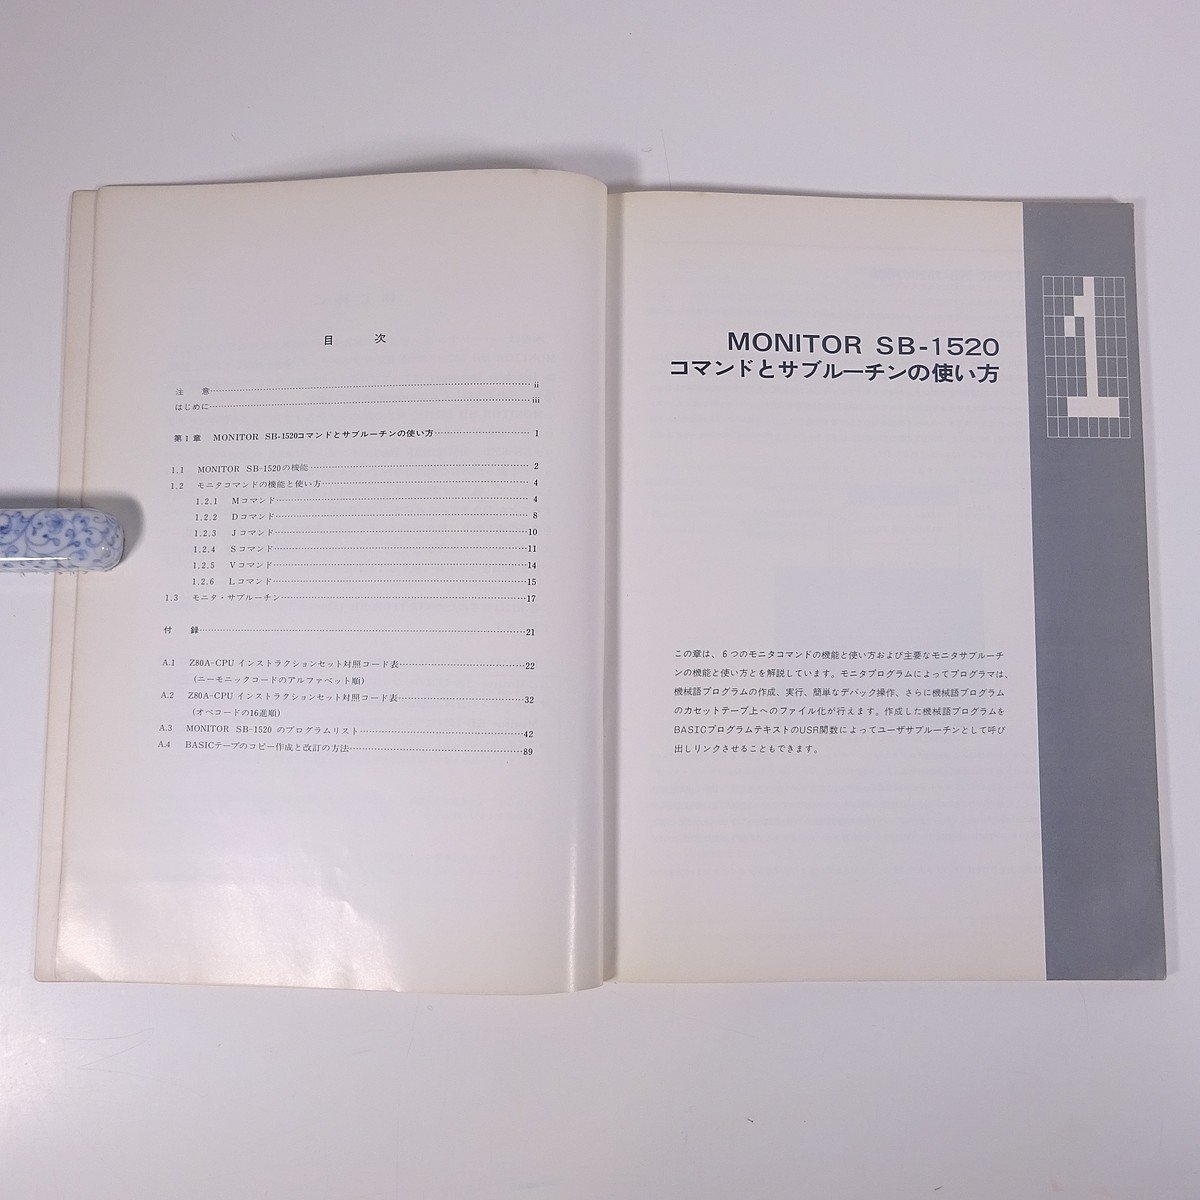 目 次
注 意……………………………ii
はじめに……………………………iii
第1章 MONITOR SB-1520コマンドとサブルーチンの使い方……………………………1
1.1 MONITOR SB-1520の機能……………………………2
1.2 モニタコマンドの機能と使い方……………………………4
1.2.1 Mコマンド……………………………4
1.2.2 Dコマンド……………………………8
1.2.3 Jコマンド……………………………10
1.2.4 Sコマンド……………………………11
1.2.5 Vコマンド……………………………14
1.2.6 Lコマンド……………………………15
1.3 モニタ・サブルーチン……………………………17
付 録……………………………21
A.1 Z80A-CPU インストラクションセット対照コード表……………………………22
(ニーモニックコードのアルファベット順)
A.2 Z80A-CPU インストラクションセット対照コード表……………………………32
(オペコードの16進順)
A.3 MONITOR SB-1520 のプログラムリスト……………………………42
A.4 BASICテープのコピー作成と改訂の方法……………………………89
1
MONITOR SB-1520
コマンドとサブルーチンの使い方
この章は、6つのモニタコマンドの機能と使い方および主要なモニタサブルーチ
ンの機能と使い方とを解説しています。モニタプログラムによってプログラマは、
機械語プログラムの作成、実行、簡単なデバック操作、さらに機械語プログラム
のカセットテープ上へのファイル化が行えます。作成した機械語プログラムを
BASICプログラムテキストのUSR関数によってユーザサブルーチンとして呼び
出しリンクさせることもできます。